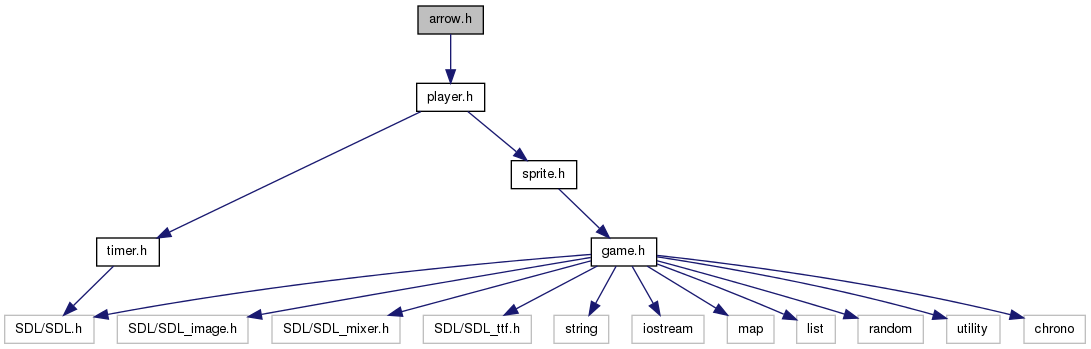 arrow.h
player.h
sprite.h
timer.h
game.h
SDL/SDL.h
SDL/SDL_image.h
SDL/SDL_mixer.h
SDL/SDL_ttf.h
string
iostream
map
list
random
utility
chrono